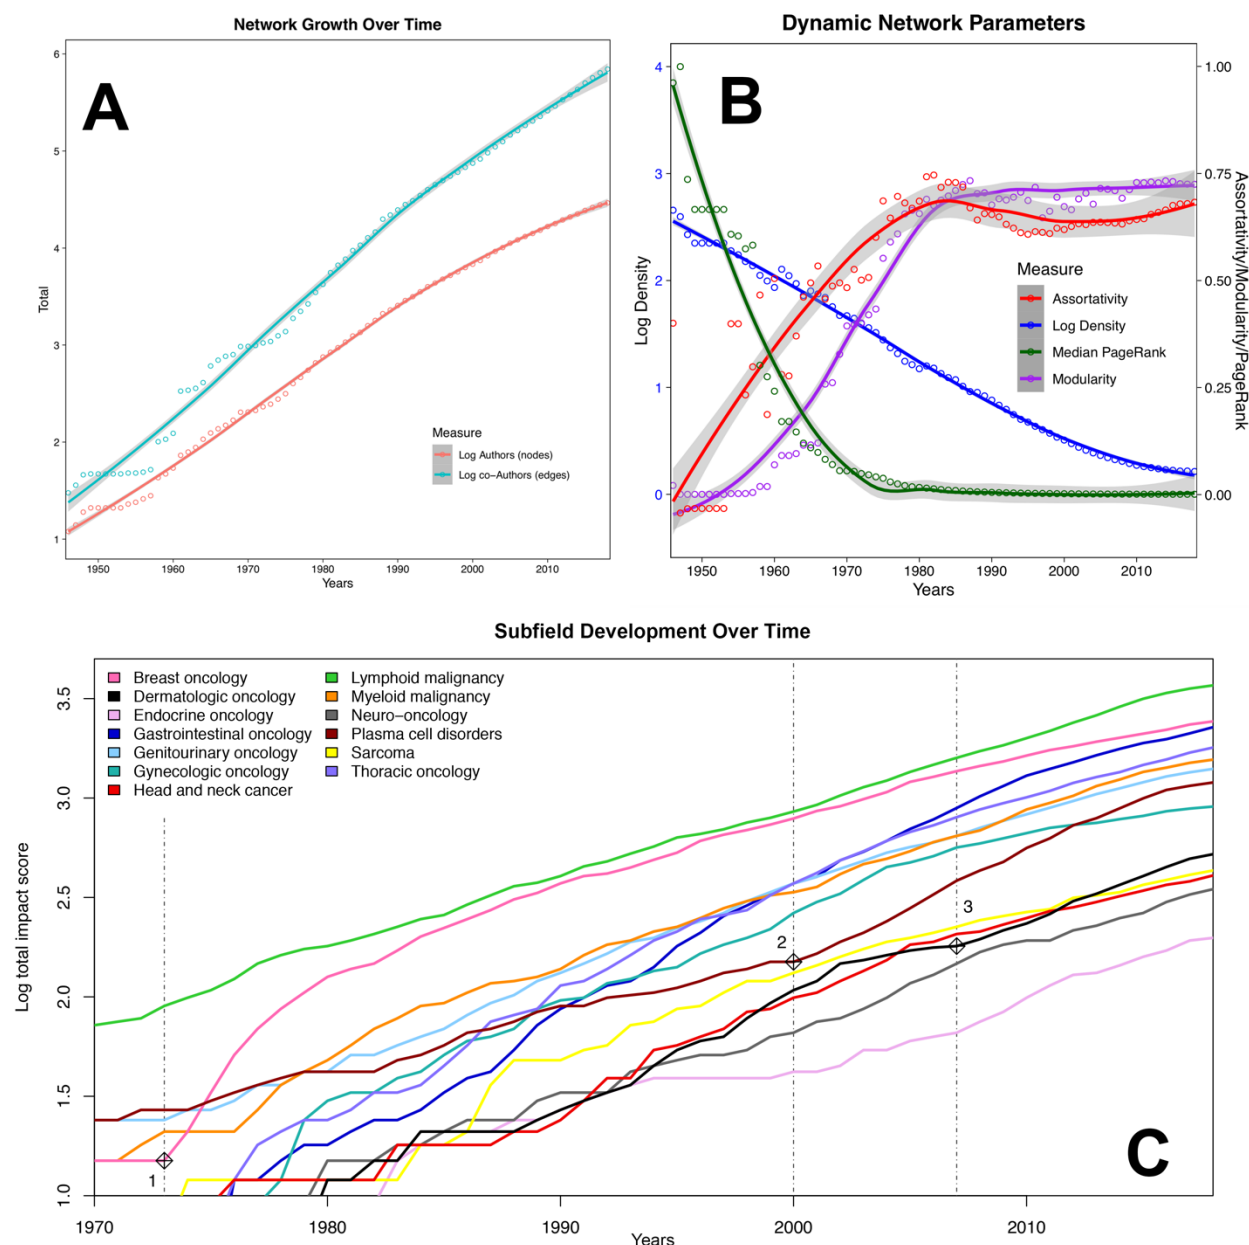 Network Growth Over Time
A
6
5
4
3
2
1
Total
1950 1960 1970 1980 1990 2000 2010
Years
Measure
Log Authors (nodes)
Log co-Authors (edges)
Dynamic Network Parameters
B
4
3
2
1
0
Log Density
1.00
0.75
0.50
0.25
0.00
Assortativity/Modularity/PageRank
1950 1960 1970 1980 1990 2000 2010
Years
Measure
Assortativity
Log Density
Median PageRank
Modularity
Subfield Development Over Time
Breast oncology
Dermatologic oncology
Endocrine oncology
Gastrointestinal oncology
Genitourinary oncology
Gynecologic oncology
Head and neck cancer
Lymphoid malignancy
Myeloid malignancy
Neuro-oncology
Plasma cell disorders
Sarcoma
Thoracic oncology
3.5
3.0
2.5
2.0
1.5
1.0
Log total impact score
1
2
3
C
1970 1980 1990 2000 2010
Years